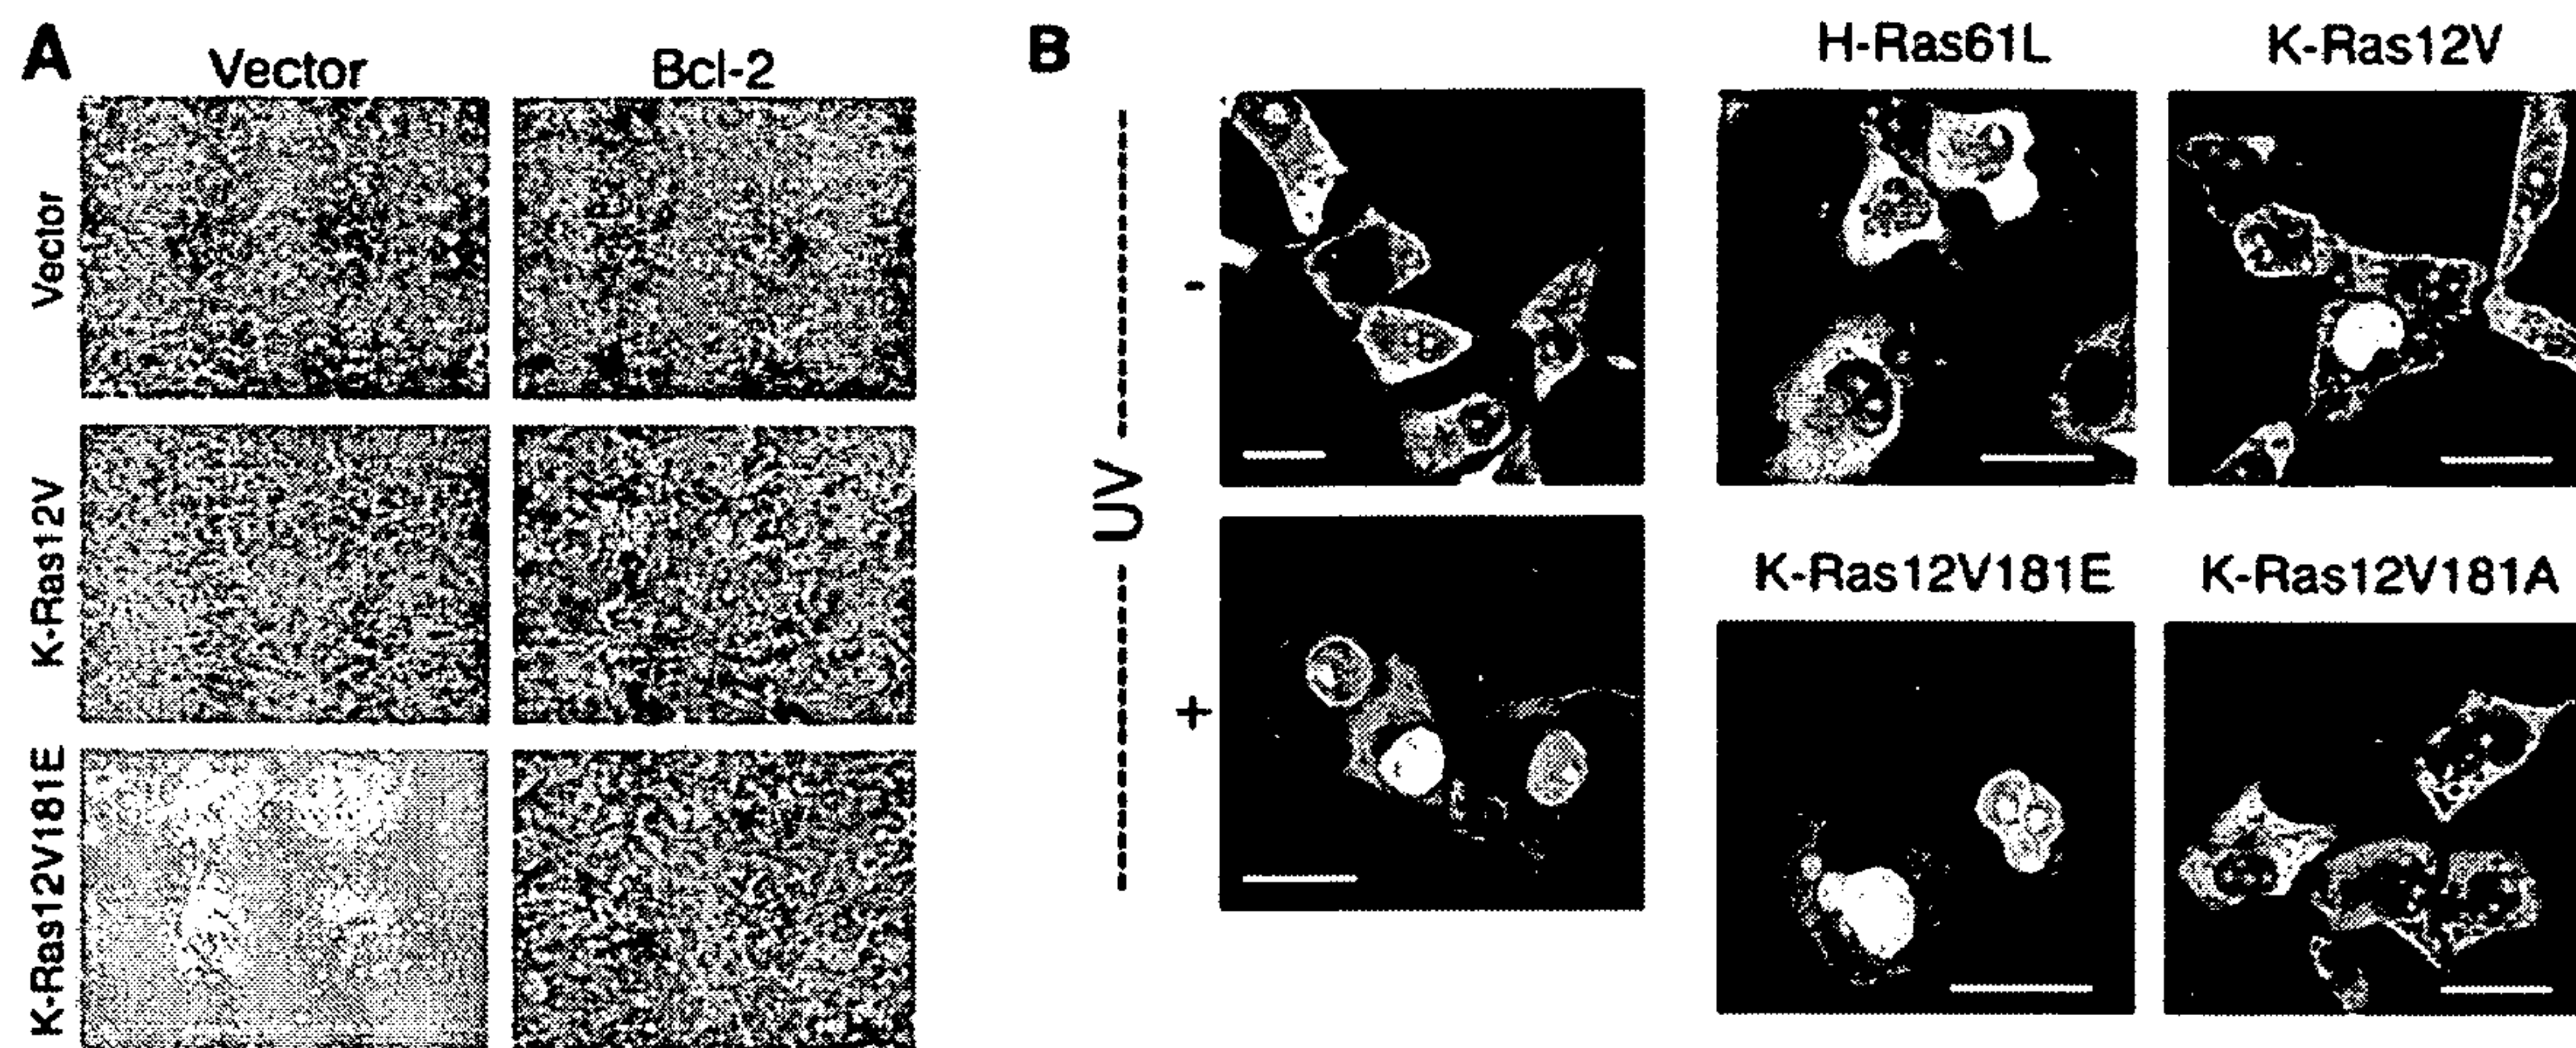 A
Vector
Bcl-2
Vector
K-Ras12V
K-Ras12V181E
B
H-Ras61L
K-Ras12V
UV
-
+
K-Ras12V181E
K-Ras12V181A